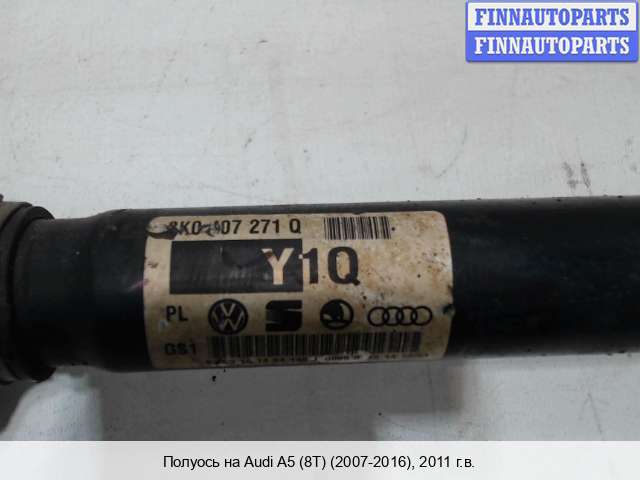 FINNAUTOPARTS
FINNAUTOPARTS
8K0 407 271 Q
Y1Q
PL
GS1
Полуось на Audi A5 (8T) (2007-2016), 2011 г.в.